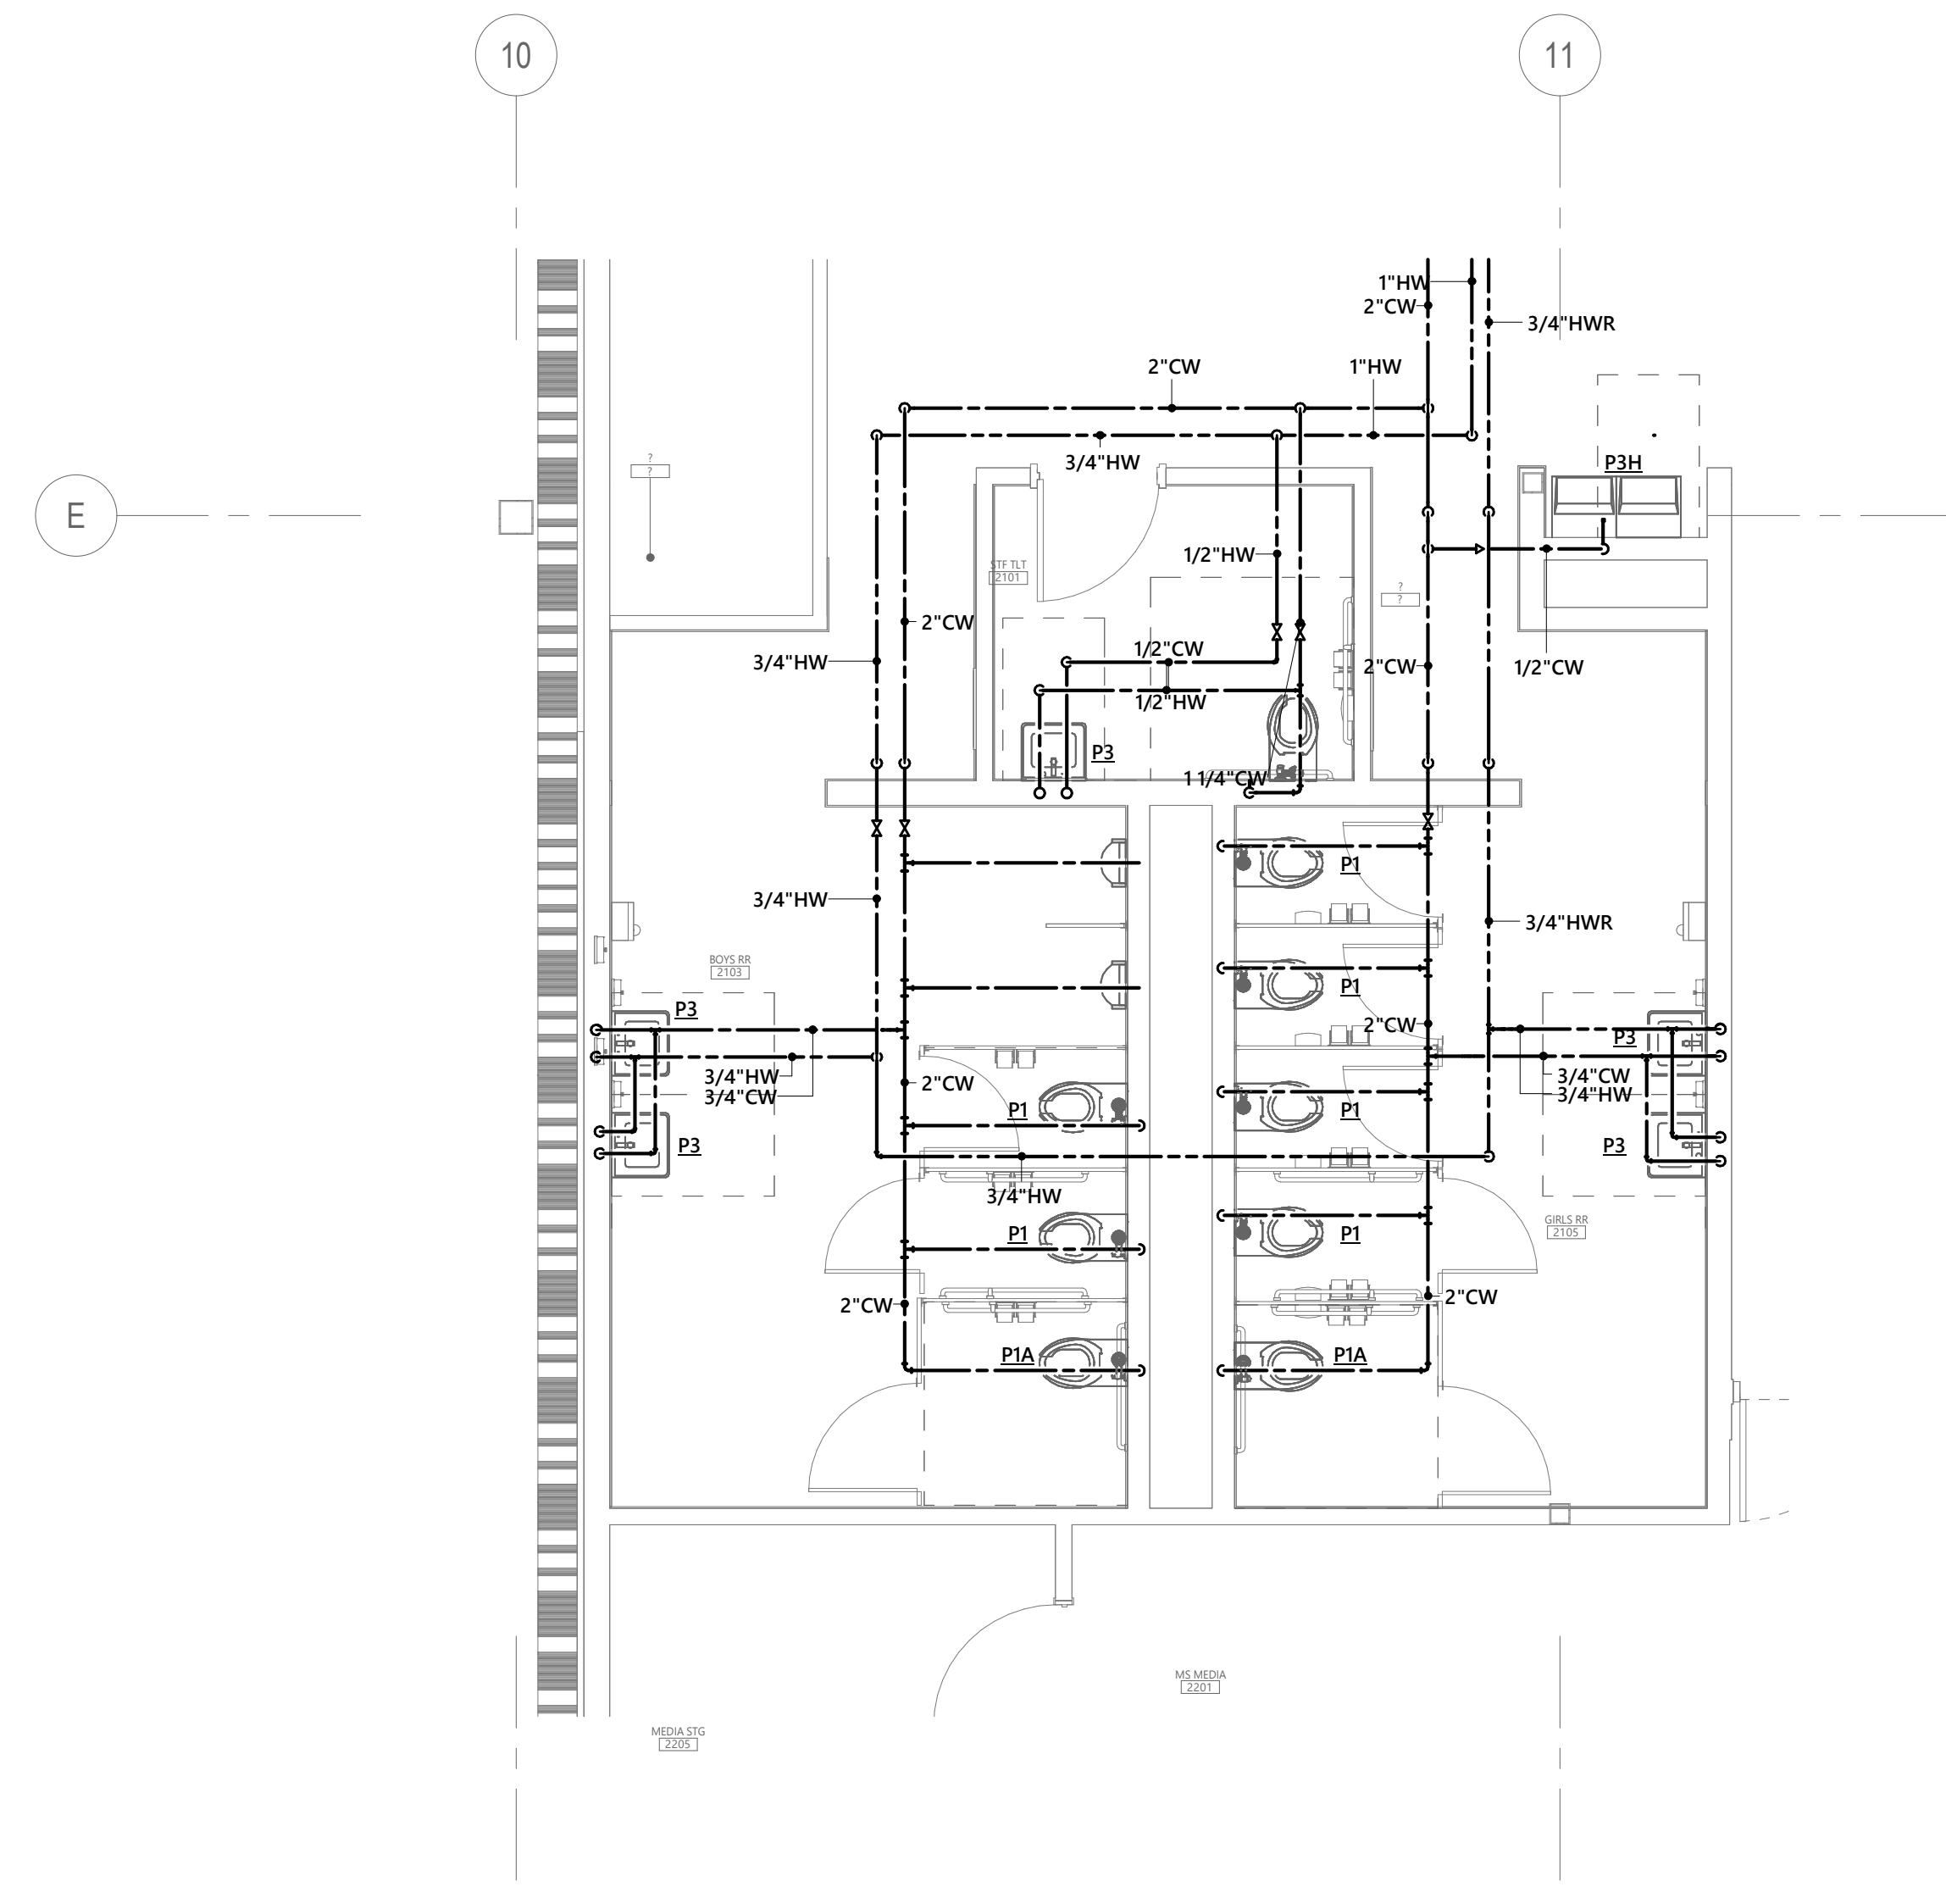 10
11
1"HW
2"CW
3/4"HWR
2"CW
1"HW
3/4"HW
P3H
?
?
E
1/2"HW
STF TLT
2101
?
?
2"CW
1/2"CW
3/4"HW
2"CW
1/2"CW
1/2"HW
P3
1 1/4"CW
P1
3/4"HW
3/4"HWR
BOYS RR
2103
P1
P3
2"CW
P3
3/4"HW
3/4"CW
2"CW
3/4"CW
3/4"HW
P1
P1
P3
P3
3/4"HW
GIRLS RR
2105
P1
P1
2"CW
2"CW
P1A
P1A
MS MEDIA
2201
MEDIA STG
2205